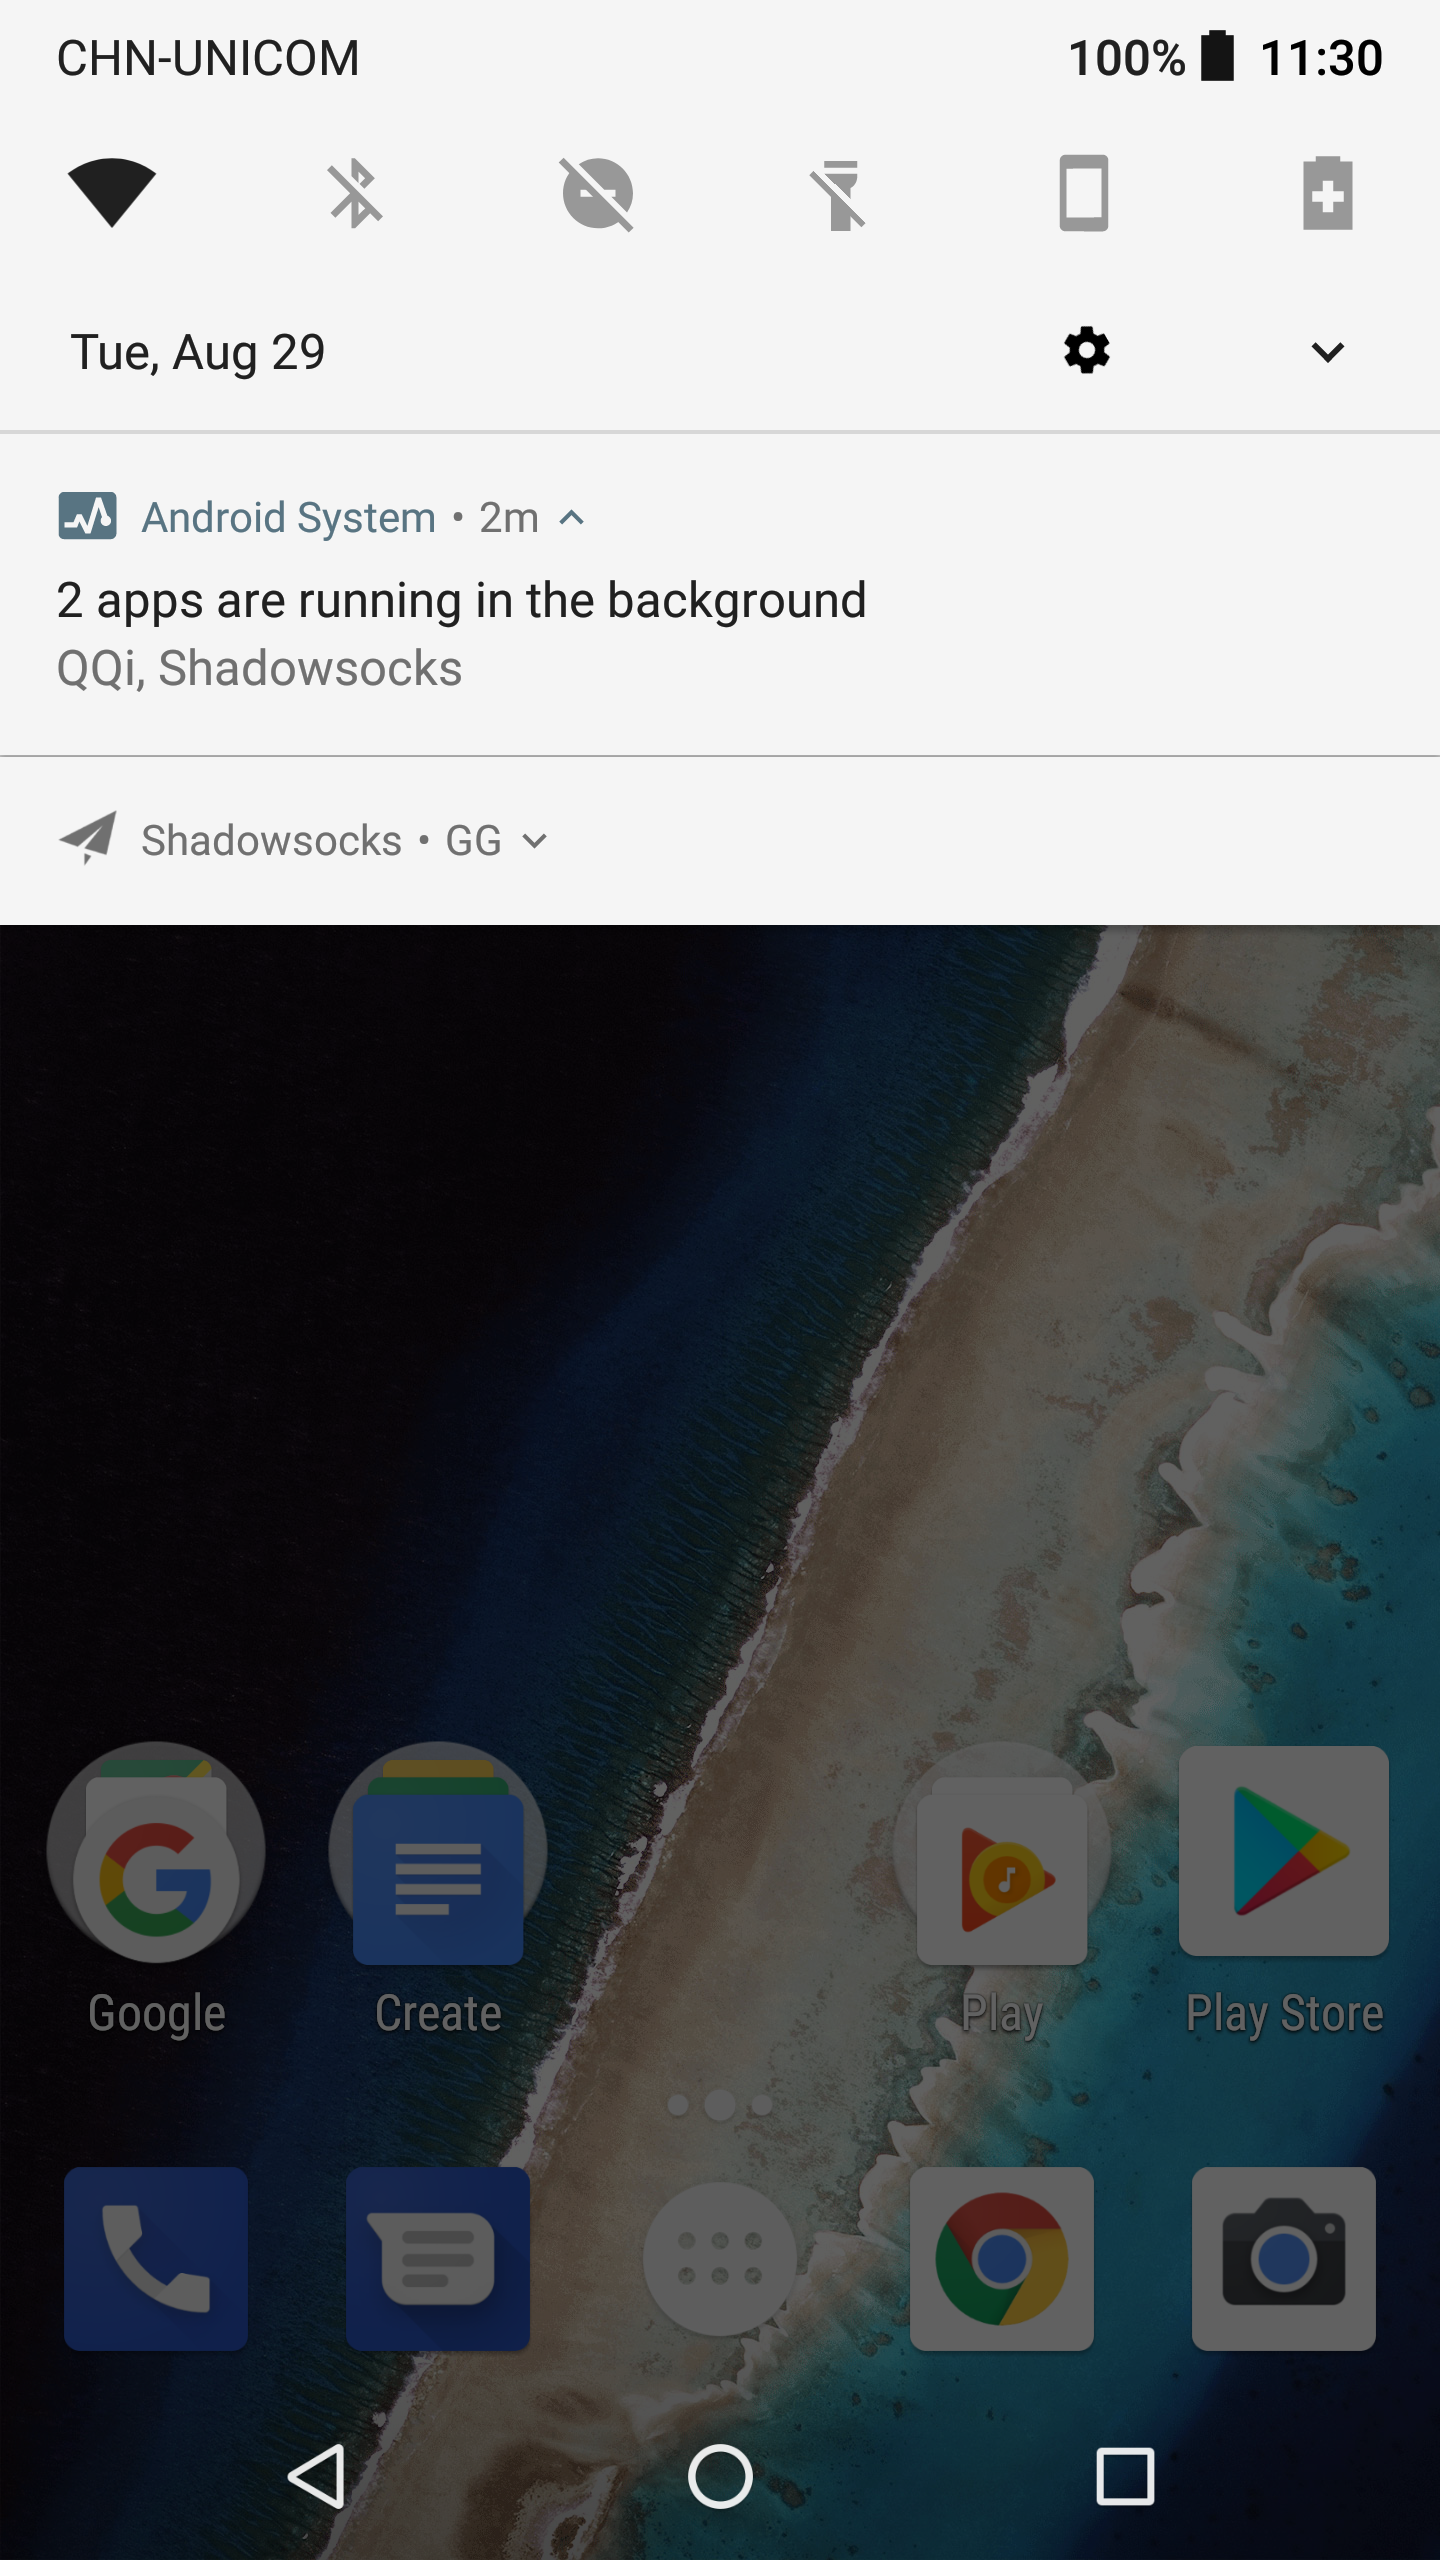 CHN-UNICOM 100% 11:30
Tue, Aug 29
Android System • 2m
2 apps are running in the background
QQi, Shadowsocks
Shadowsocks • GG
Google Create Play Play Store